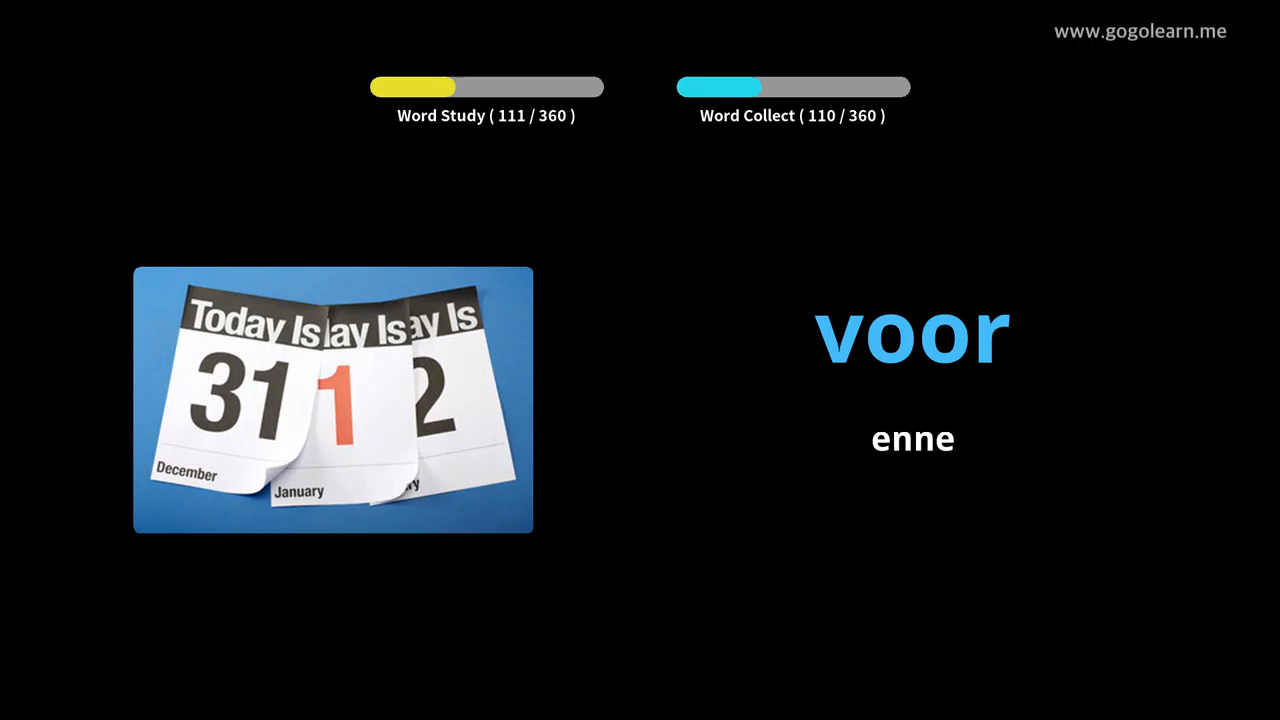 www.gogolearn.me
Word Study ( 111 / 360 )
Word Collect ( 110 / 360 )
Today Is
ay Is
ay Is
31
1
2
December
January
ry
voor
enne